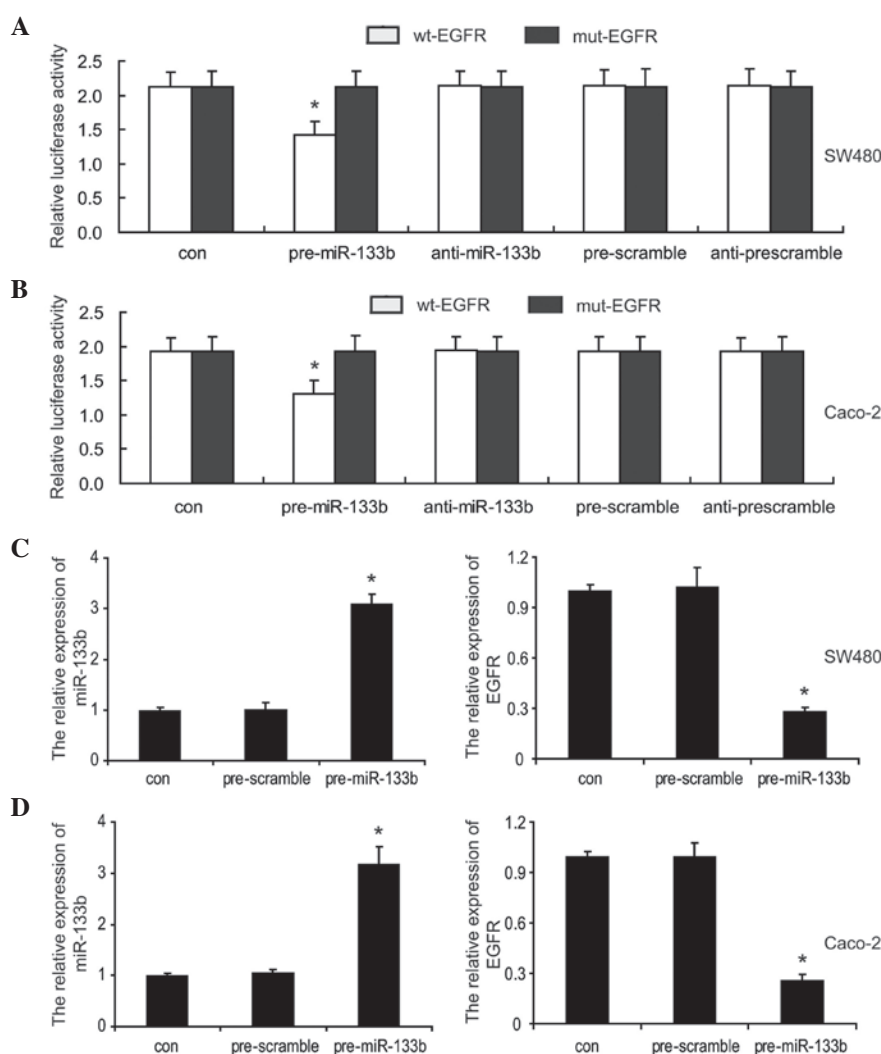 A
wt-EGFR mut-EGFR
Relative luciferase activity
2.5
2.0
1.5
1.0
0.5
0.0
*
SW480
con pre-miR-133b anti-miR-133b pre-scramble anti-prescramble
B
wt-EGFR mut-EGFR
Relative luciferase activity
2.5
2.0
1.5
1.0
0.5
0.0
*
Caco-2
con pre-miR-133b anti-miR-133b pre-scramble anti-prescramble
C
The relative expression of
miR-133b
4
3
2
1
0
*
con pre-scramble pre-miR-133b
The relative expression of
EGFR
1.2
0.9
0.6
0.3
0
*
SW480
con pre-scramble pre-miR-133b
D
The relative expression of
miR-133b
4
3
2
1
0
*
con pre-scramble pre-miR-133b
The relative expression of
EGFR
1.2
0.9
0.6
0.3
0
*
Caco-2
con pre-scramble pre-miR-133b